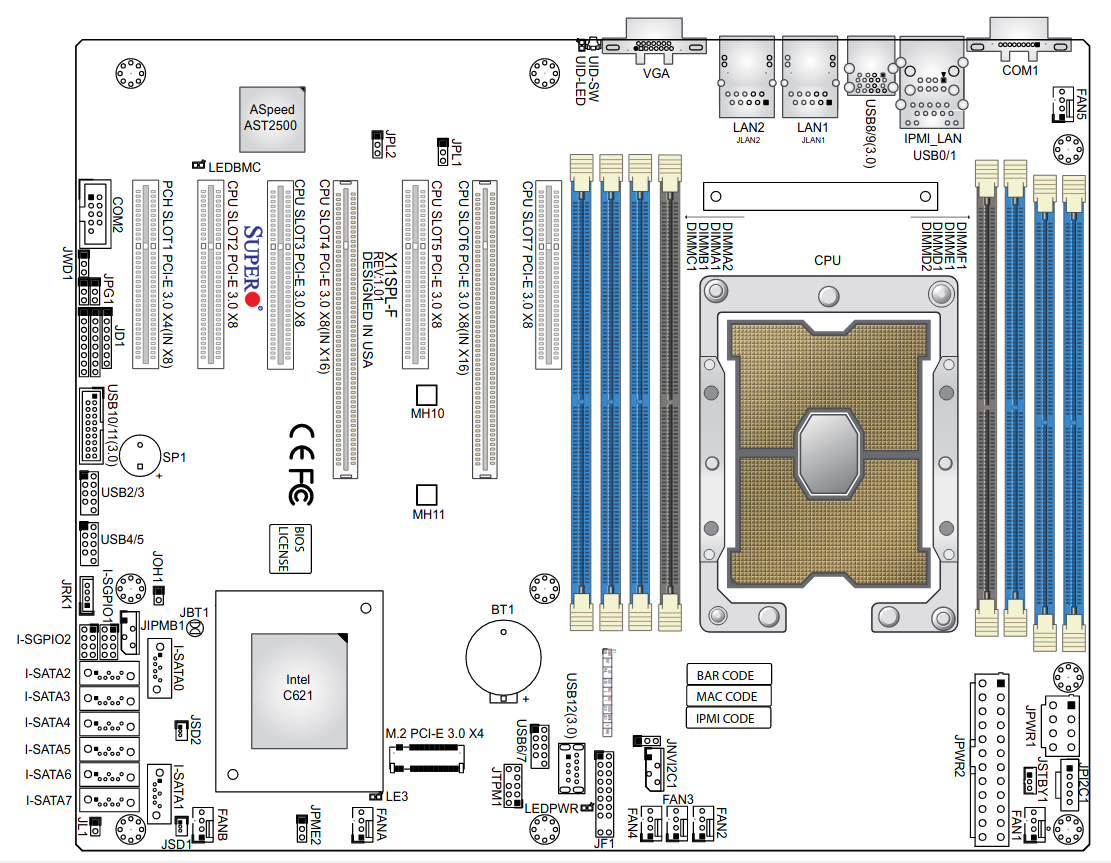 UID-LED
UID-SW
VGA
LAN2
JLAN2
LAN1
JLAN1
USB8/9(3.0)
IPMI_LAN
USB0/1
COM1
FAN5
ASpeed
AST2500
LEDBMC
JPL2
JPL1
COM2
PCH SLOT1 PCI-E 3.0 X4(IN X8)
CPU SLOT2 PCI-E 3.0 X8
SUPER
CPU SLOT3 PCI-E 3.0 X8
CPU SLOT4 PCI-E 3.0 X8(IN X16)
X11SPL-F
REV:1.01
DESIGNED IN USA
CPU SLOT5 PCI-E 3.0 X8
CPU SLOT6 PCI-E 3.0 X8(IN X16)
CPU SLOT7 PCI-E 3.0 X8
DIMMC1
DIMMB1
DIMMA1
DIMMA2
DIMMD2
DIMMD1
DIMME1
DIMMF1
CPU
JWD1
JPG1
JD1
USB10/11(3.0)
SP1
+
USB2/3
USB4/5
MH10
CE FC
MH11
BIOS
LICENSE
JOH1
JRK1
I-SGPIO1
JBT1
JIPMB1
I-SGPIO2
I-SATA2
I-SATA3
I-SATA4
I-SATA5
I-SATA6
I-SATA7
I-SATA0
JSD2
I-SATA1
JL1
JSD1
FANB
Intel
C621
JPME2
LE3
FANA
M.2 PCI-E 3.0 X4
BT1
+
USB6/7
USB12(3.0)
JTPM1
LEDPWR
JF1
BAR CODE
MAC CODE
IPMI CODE
JNVI2C1
FAN3
FAN4
FAN2
JPWR2
JPWR1
JSTBY1
JPI2C1
FAN1